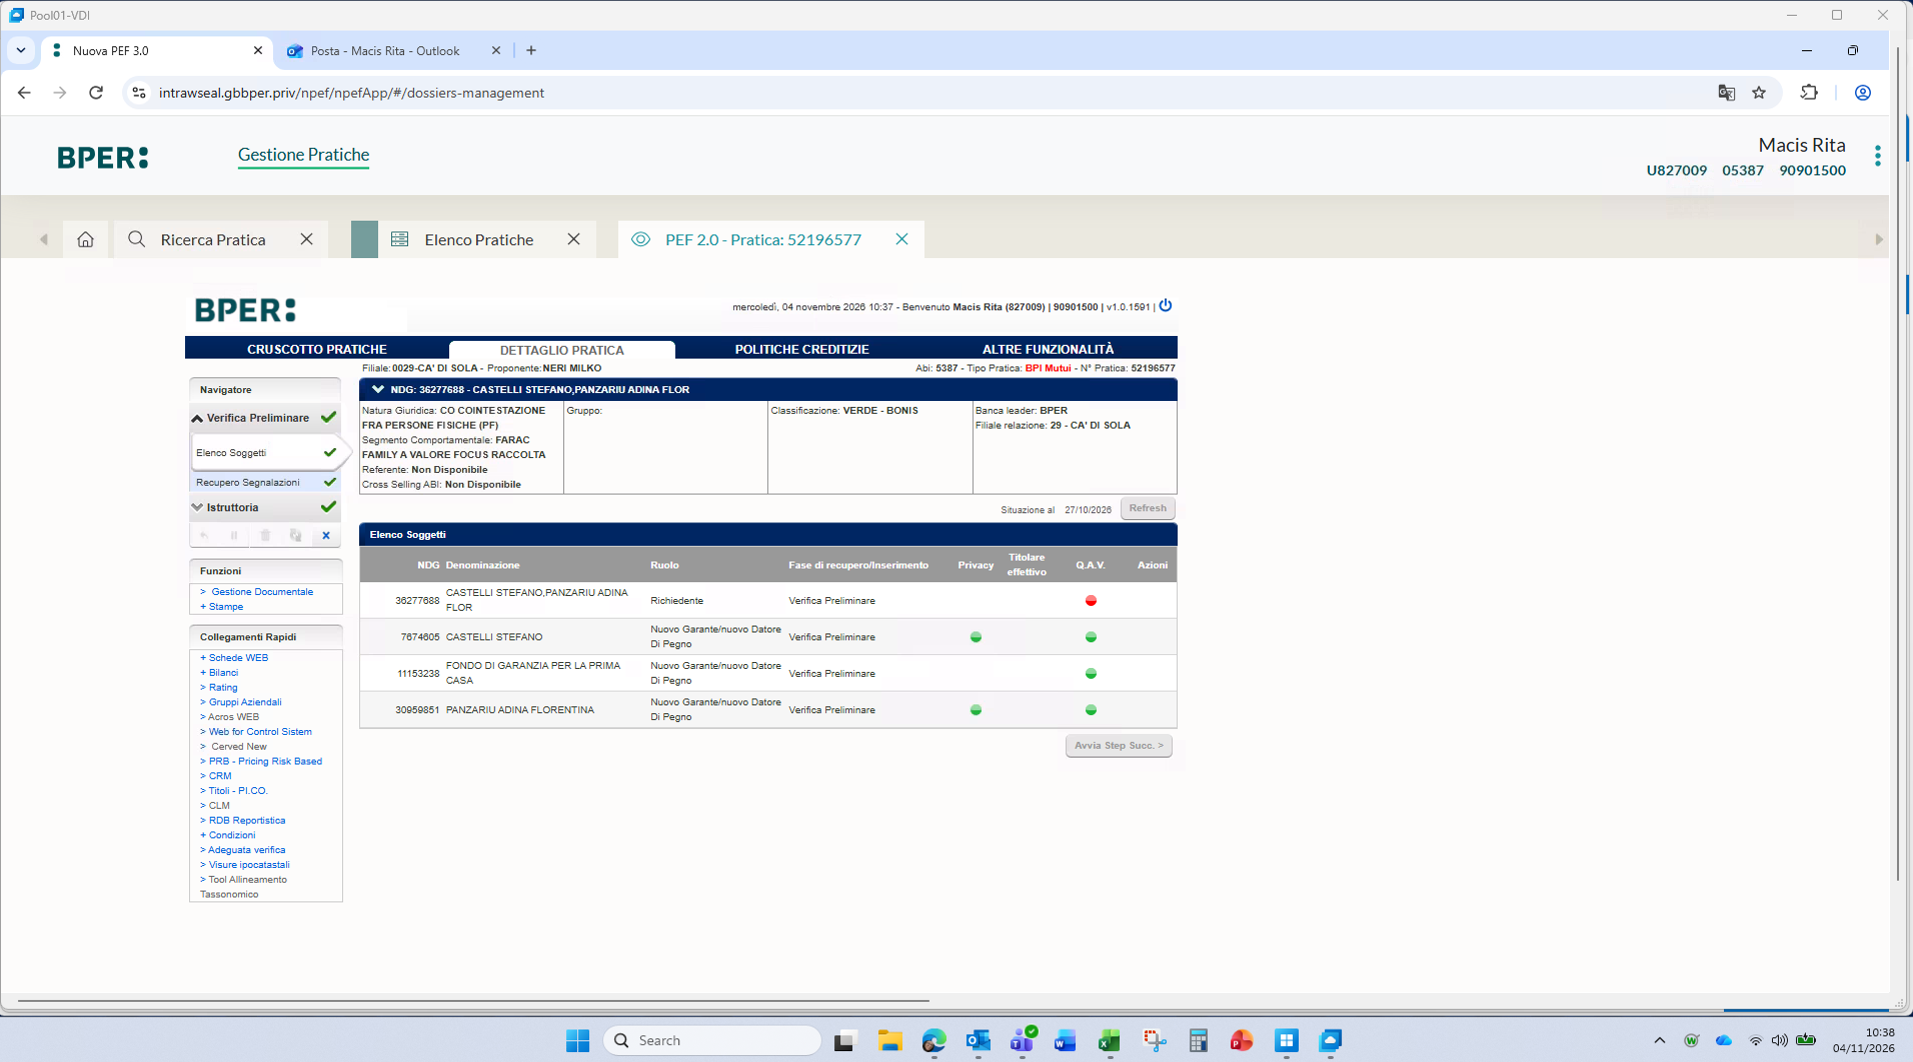 Pool01-VDI
Nuova PEF 3.0
Posta - Macis Rita - Outlook
intrawseal.gbbper.priv/npef/npefApp/#/dossiers-management
BPER:
Gestione Pratiche
Macis Rita
U827009 05387 90901500
Ricerca Pratica
Elenco Pratiche
PEF 2.0 - Pratica: 52196577
BPER:
mercoledì, 04 novembre 2026 10:37 - Benvenuto Macis Rita (827009) | 90901500 | v1.0.1591 |
CRUSCOTTO PRATICHE
DETTAGLIO PRATICA
POLITICHE CREDITIZIE
ALTRE FUNZIONALITÀ
Filiale: 0029-CA' DI SOLA - Proponente: NERI MILKO
Abi: 5387 - Tipo Pratica: BPI Mutui - N° Pratica: 52196577
Navigatore
Verifica Preliminare
Elenco Soggetti
Recupero Segnalazioni
Istruttoria
Funzioni
> Gestione Documentale
+ Stampe
Collegamenti Rapidi
+ Schede WEB
+ Bilanci
> Rating
> Gruppi Aziendali
> Acros WEB
> Web for Control Sistem
> Cerved New
> PRB - Pricing Risk Based
> CRM
> Titoli - PI.CO.
> CLM
> RDB Reportistica
+ Condizioni
> Adeguata verifica
> Visure ipocatastali
> Tool Allineamento
Tassonomico
NDG: 36277688 - CASTELLI STEFANO,PANZARIU ADINA FLOR
Natura Giuridica: CO COINTESTAZIONE
FRA PERSONE FISICHE (PF)
Segmento Comportamentale: FARAC
FAMILY A VALORE FOCUS RACCOLTA
Referente: Non Disponibile
Cross Selling ABI: Non Disponibile
Gruppo:
Classificazione: VERDE - BONIS
Banca leader: BPER
Filiale relazione: 29 - CA' DI SOLA
Situazione al 27/10/2026
Refresh
Elenco Soggetti
NDG Denominazione Ruolo Fase di recupero/Inserimento Privacy Titolare effettivo Q.A.V. Azioni
36277688 CASTELLI STEFANO,PANZARIU ADINA FLOR Richiedente Verifica Preliminare
7674605 CASTELLI STEFANO Nuovo Garante/nuovo Datore Di Pegno Verifica Preliminare
11153238 FONDO DI GARANZIA PER LA PRIMA CASA Nuovo Garante/nuovo Datore Di Pegno Verifica Preliminare
30959851 PANZARIU ADINA FLORENTINA Nuovo Garante/nuovo Datore Di Pegno Verifica Preliminare
Avvia Step Succ. >
Search
10:38
04/11/2026